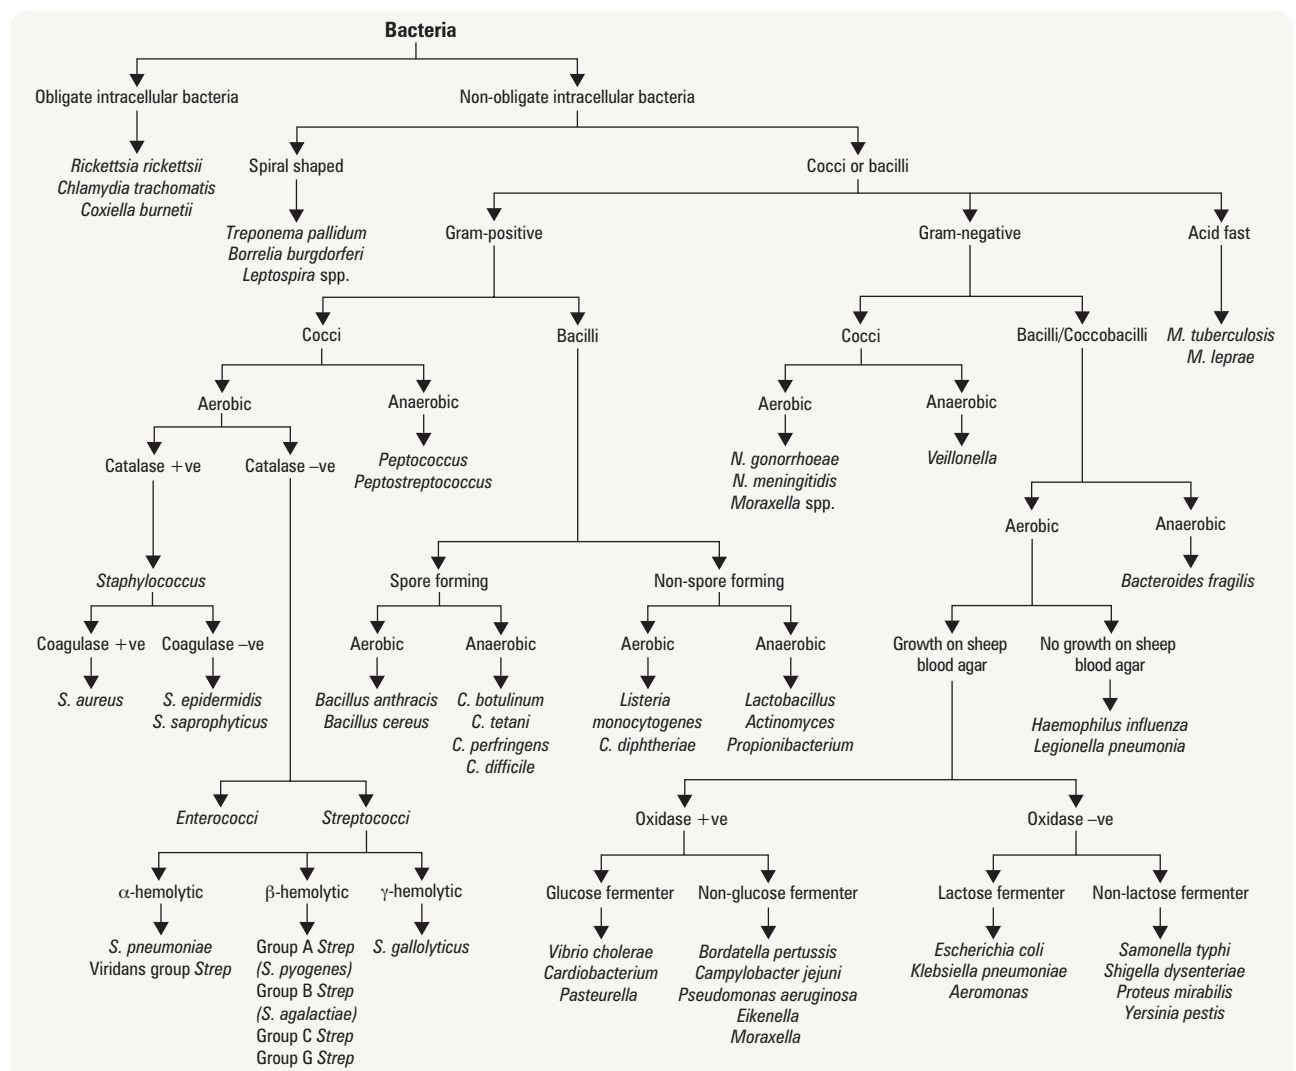 Bacteria
Obligate intracellular bacteria
Non-obligate intracellular bacteria
Rickettsia rickettsii
Chlamydia trachomatis
Coxiella burnetii
Spiral shaped
Cocci or bacilli
Treponema pallidum
Borrelia burgdorferi
Leptospira spp.
Gram-positive
Gram-negative
Acid fast
Cocci
Bacilli
Cocci
Bacilli/Coccobacilli
M. tuberculosis
M. leprae
Aerobic
Anaerobic
Aerobic
Anaerobic
Catalase +ve
Catalase –ve
Peptococcus
Peptostreptococcus
N. gonorrhoeae
N. meningitidis
Moraxella spp.
Veillonella
Aerobic
Anaerobic
Staphylococcus
Spore forming
Non-spore forming
Bacteroides fragilis
Coagulase +ve
Coagulase –ve
Aerobic
Anaerobic
Aerobic
Anaerobic
Growth on sheep
blood agar
No growth on sheep
blood agar
S. aureus
S. epidermidis
S. saprophyticus
Bacillus anthracis
Bacillus cereus
C. botulinum
C. tetani
C. perfringens
C. difficile
Listeria
monocytogenes
C. diphtheriae
Lactobacillus
Actinomyces
Propionibacterium
Haemophilus influenza
Legionella pneumonia
Enterococci
Streptococci
Oxidase +ve
Oxidase –ve
α-hemolytic
β-hemolytic
γ-hemolytic
Glucose fermenter
Non-glucose fermenter
Lactose fermenter
Non-lactose fermenter
S. pneumoniae
Viridans group Strep
Group A Strep
(S. pyogenes)
Group B Strep
(S. agalactiae)
Group C Strep
Group G Strep
S. gallolyticus
Vibrio cholerae
Cardiobacterium
Pasteurella
Bordatella pertussis
Campylobacter jejuni
Pseudomonas aeruginosa
Eikenella
Moraxella
Escherichia coli
Klebsiella pneumoniae
Aeromonas
Samonella typhi
Shigella dysenteriae
Proteus mirabilis
Yersinia pestis